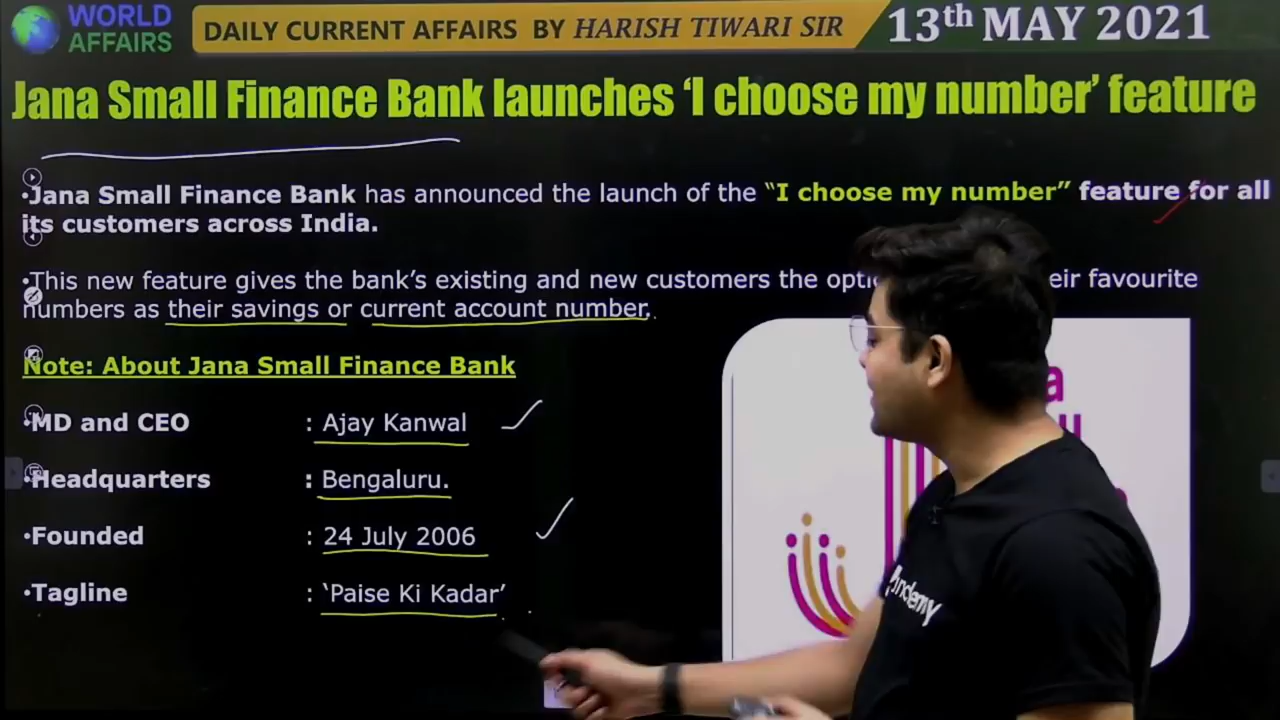 WORLD
AFFAIRS
DAILY CURRENT AFFAIRS BY HARISH TIWARI SIR
13th MAY 2021
Jana Small Finance Bank launches ‘I choose my number’ feature
•Jana Small Finance Bank has announced the launch of the “I choose my number” feature for all
its customers across India.
•This new feature gives the bank’s existing and new customers the favourite
numbers as their savings or current account number.
Note: About Jana Small Finance Bank
•MD and CEO : Ajay Kanwal
•Headquarters : Bengaluru.
•Founded : 24 July 2006
•Tagline : ‘Paise Ki Kadar’